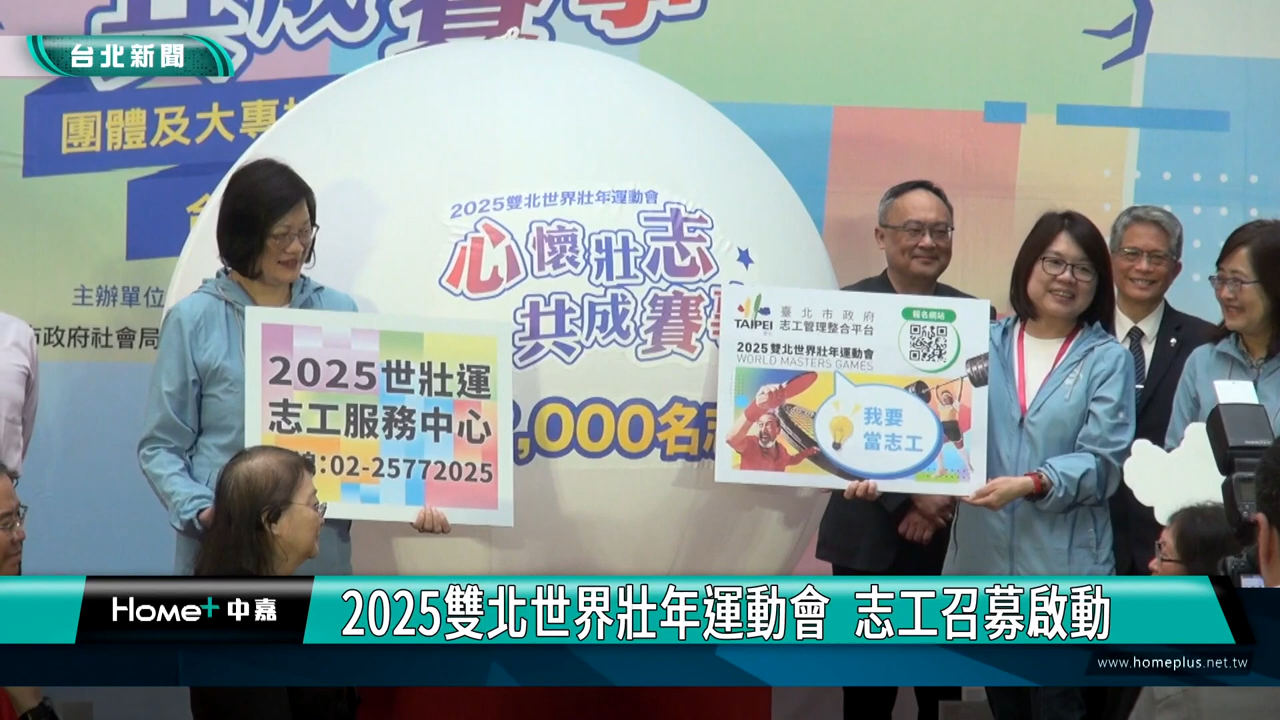 共成賽事
台北新聞
團體及大專
主辦單位
市政府社會局
2025雙北世界壯年運動會
心懷壯志
共成賽事
,000名志
2025世壯運
志工服務中心
:02-25772025
TAIPEI
臺北市政府
志工管理整合平台
報名網站
2025雙北世界壯年運動會
WORLD MASTERS GAMES
我要
當志工
Home+中嘉
2025雙北世界壯年運動會 志工召募啟動
www.homeplus.net.tw